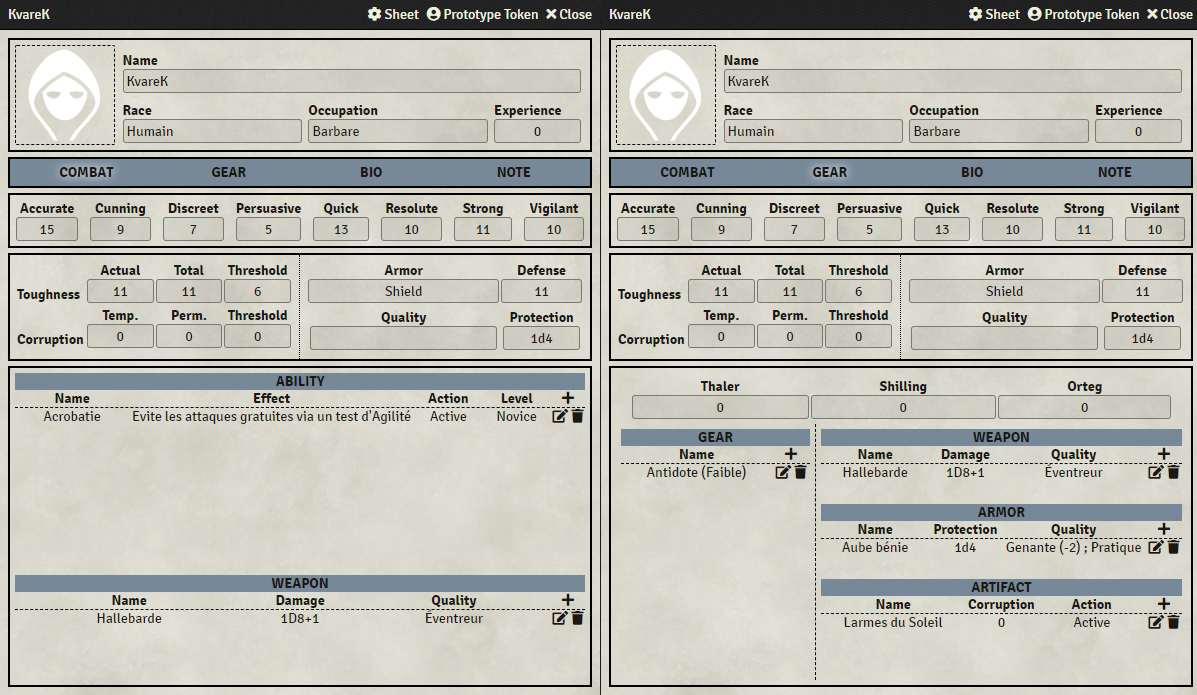 KvareK Sheet Prototype Token Close
Name
KvareK
Race Occupation Experience
Humain Barbare 0
COMBAT GEAR BIO NOTE
Accurate Cunning Discreet Persuasive Quick Resolute Strong Vigilant
15 9 7 5 13 10 11 10
Actual Total Threshold Armor Defense
Toughness 11 11 6 Shield 11
Temp. Perm. Threshold Quality Protection
Corruption 0 0 0 1d4
ABILITY
Name Effect Action Level +
Acrobatie Evite les attaques gratuites via un test d'Agilité Active Novice
WEAPON
Name Damage Quality +
Hallebarde 1D8+1 Éventreur
KvareK Sheet Prototype Token Close
Name
KvareK
Race Occupation Experience
Humain Barbare 0
COMBAT GEAR BIO NOTE
Accurate Cunning Discreet Persuasive Quick Resolute Strong Vigilant
15 9 7 5 13 10 11 10
Actual Total Threshold Armor Defense
Toughness 11 11 6 Shield 11
Temp. Perm. Threshold Quality Protection
Corruption 0 0 0 1d4
Thaler Shilling Orteg
0 0 0
GEAR
Name +
Antidote (Faible)
WEAPON
Name Damage Quality +
Hallebarde 1D8+1 Éventreur
ARMOR
Name Protection Quality +
Aube bénie 1d4 Genante (-2) ; Pratique
ARTIFACT
Name Corruption Action +
Larmes du Soleil 0 Active